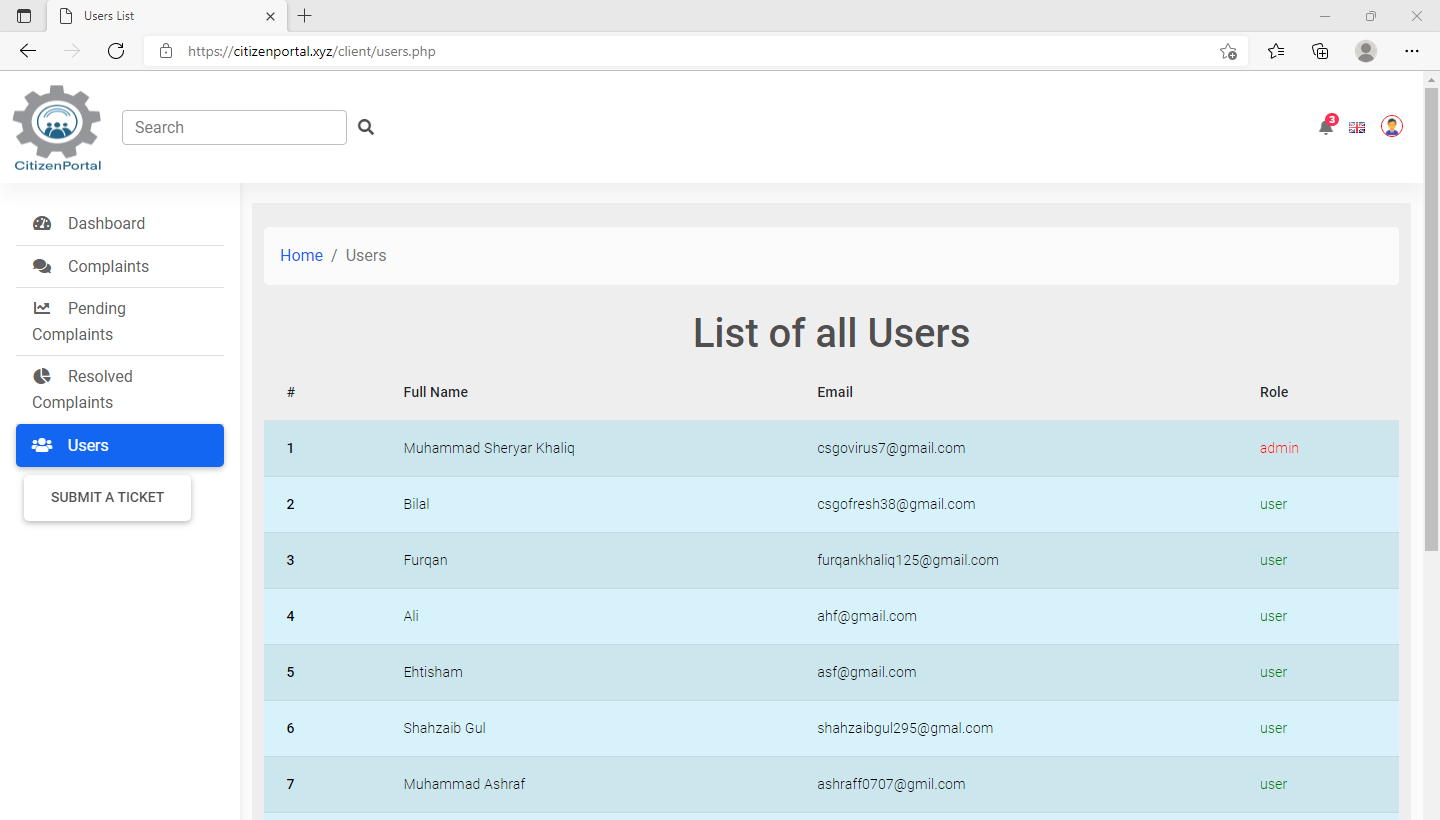 Users List
https://citizenportal.xyz/client/users.php
CitizenPortal
Search
3
Dashboard
Complaints
Pending
Complaints
Resolved
Complaints
Users
SUBMIT A TICKET
Home / Users
List of all Users
# Full Name Email Role
1 Muhammad Sheryar Khaliq csgovirus7@gmail.com admin
2 Bilal csgofresh38@gmail.com user
3 Furqan furqankhaliq125@gmail.com user
4 Ali ahf@gmail.com user
5 Ehtisham asf@gmail.com user
6 Shahzaib Gul shahzaibgul295@gmal.com user
7 Muhammad Ashraf ashraff0707@gmil.com user